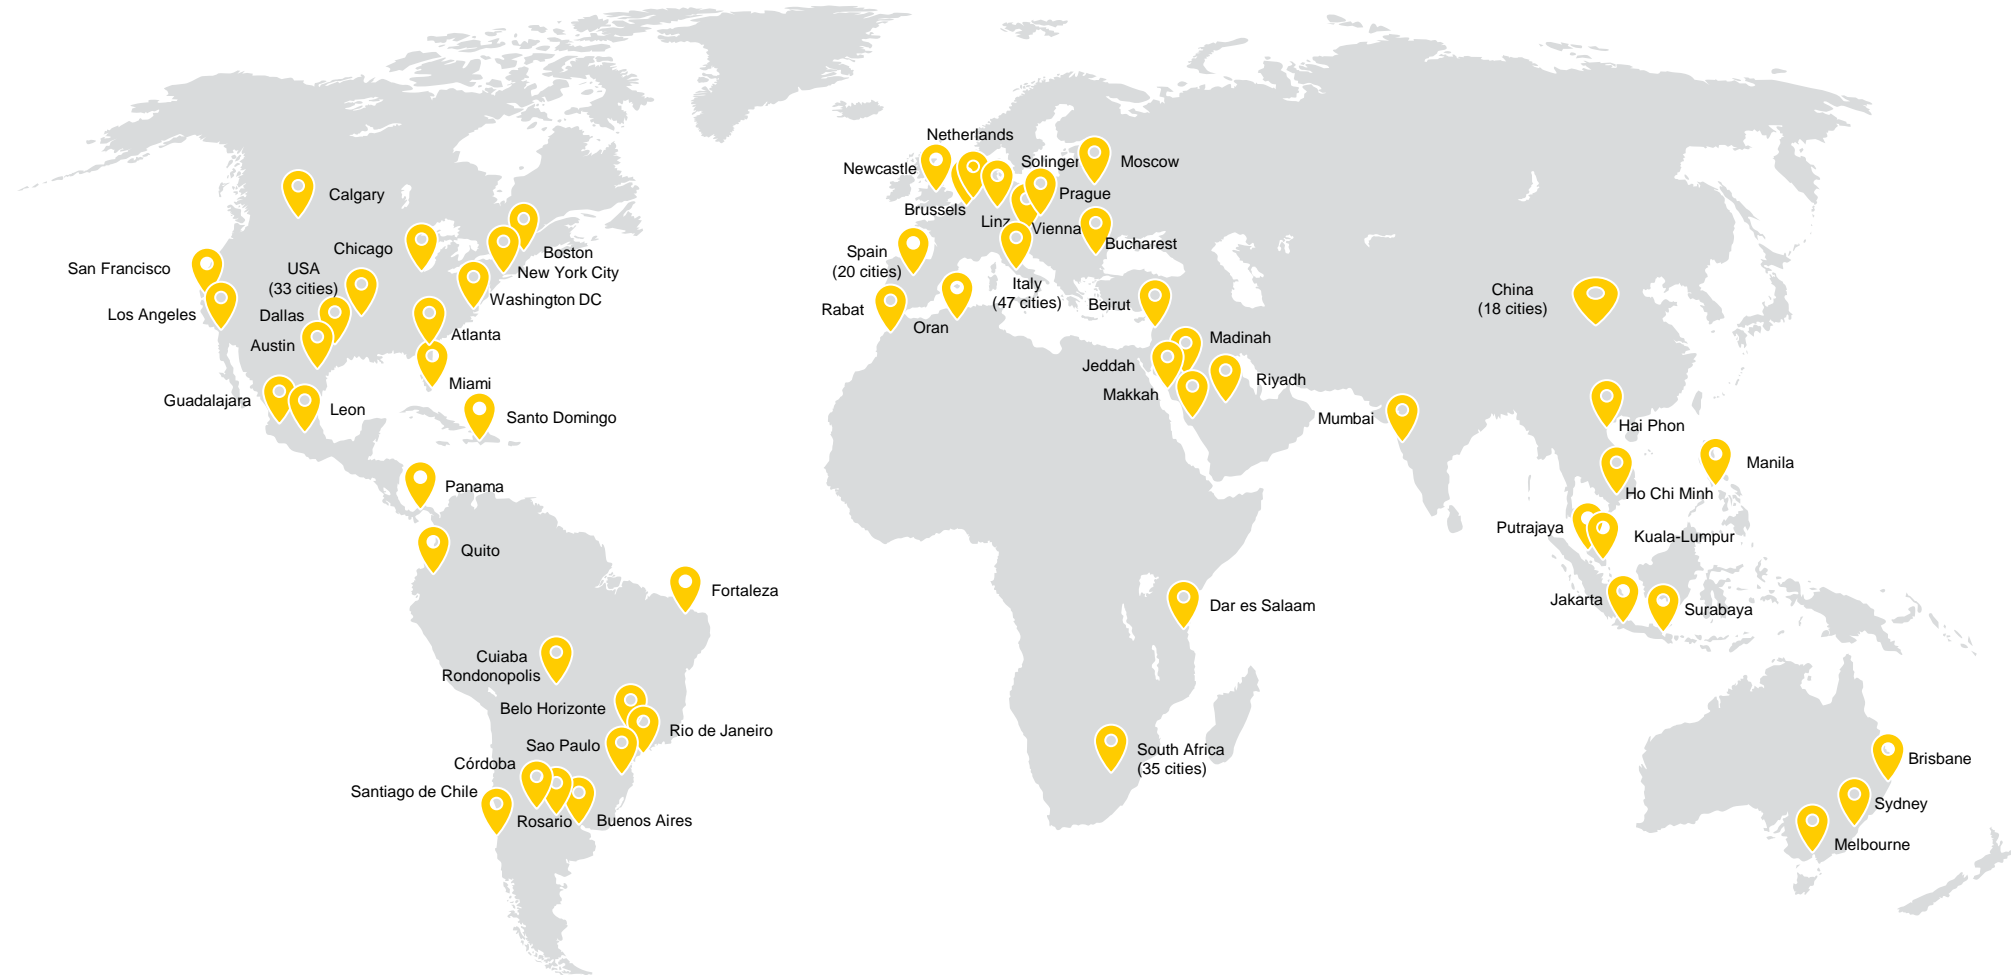 Netherlands
Newcastle
Solinger
Moscow
Calgary
Prague
Brussels
Linz
Vienna
Bucharest
Chicago
Boston
New York City
Spain
(20 cities)
San Francisco
USA
(33 cities)
Italy
(47 cities)
China
(18 cities)
Washington DC
Los Angeles
Dallas
Rabat
Oran
Beirut
Atlanta
Austin
Madinah
Jeddah
Riyadh
Miami
Makkah
Guadalajara
Leon
Santo Domingo
Mumbai
Hai Phon
Manila
Panama
Ho Chi Minh
Putrajaya
Kuala-Lumpur
Quito
Fortaleza
Dar es Salaam
Jakarta
Surabaya
Cuiaba
Rondonopolis
Belo Horizonte
Rio de Janeiro
Sao Paulo
South Africa
(35 cities)
Córdoba
Brisbane
Santiago de Chile
Sydney
Rosario
Buenos Aires
Melbourne